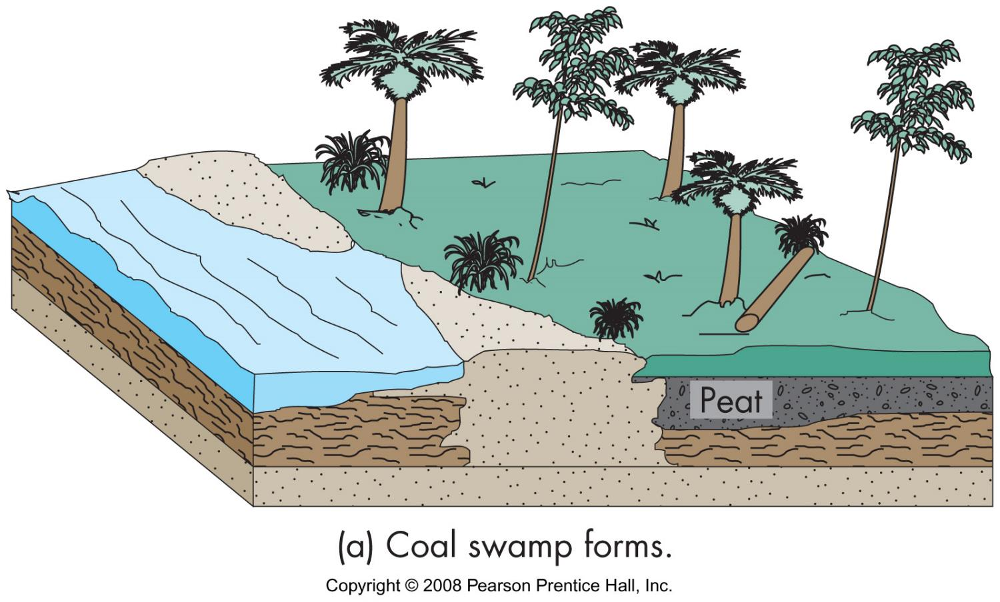 Peat
(a) Coal swamp forms.
Copyright © 2008 Pearson Prentice Hall, Inc.